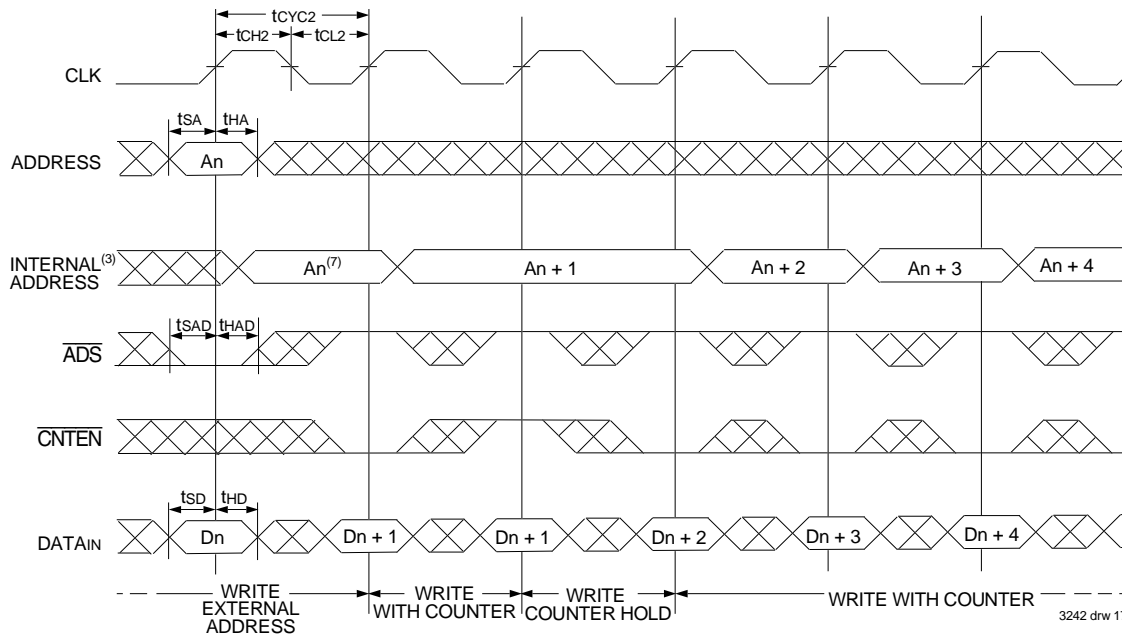 tCYC2
tCH2 tCL2
CLK
tSA tHA
ADDRESS An
INTERNAL(3)
ADDRESS An(7) An + 1 An + 2 An + 3 An + 4
tSAD tHAD
ADS
CNTEN
tSD tHD
DATAIN Dn Dn + 1 Dn + 1 Dn + 2 Dn + 3 Dn + 4
WRITE
EXTERNAL
ADDRESS
WRITE
WITH COUNTER
WRITE
COUNTER HOLD
WRITE WITH COUNTER
3242 drw